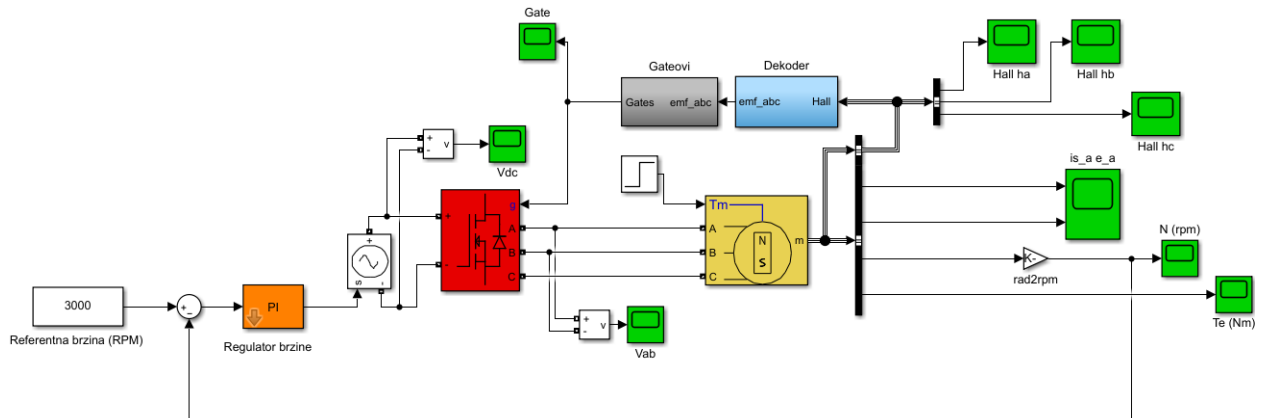 Gate
Gateovi
Dekoder
Gates
emf_abc
emf_abc
Hall
Hall ha
Hall hb
Hall hc
+
-
v
Vdc
is_a e_a
g
+
-
A
B
C
Tm
A
B
C
N
S
m
+
s
-
N (rpm)
K-
rad2rpm
Te (Nm)
3000
Referentna brzina (RPM)
+
-
PI
Regulator brzine
+
-
v
Vab